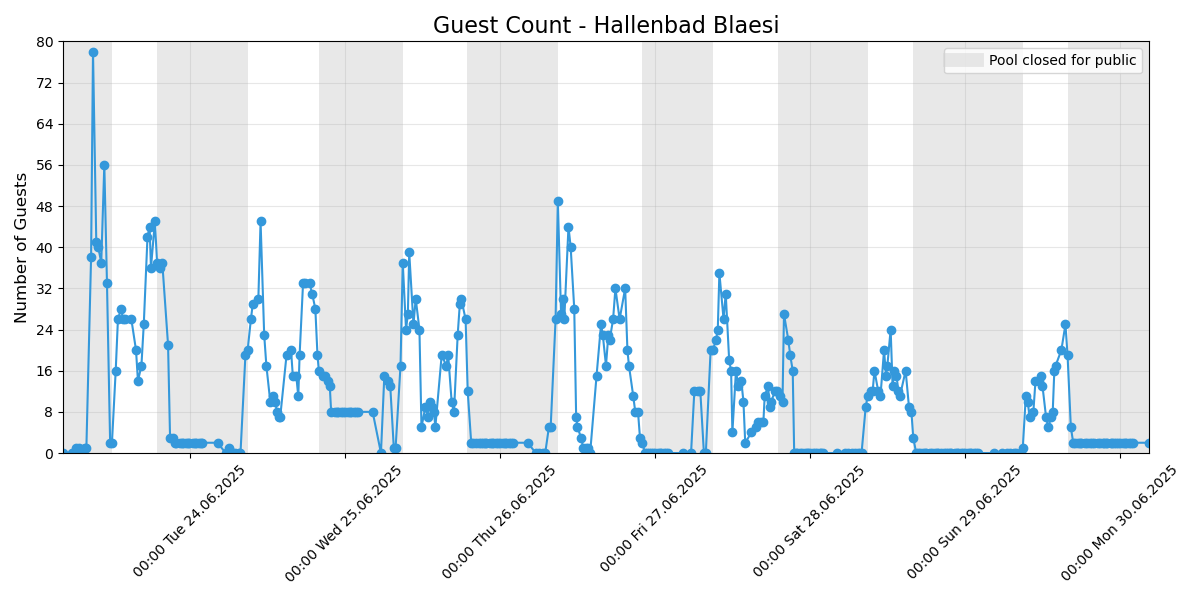 Guest Count - Hallenbad Blaesi
Pool closed for public
Number of Guests
80
72
64
56
48
40
32
24
16
8
0
00:00 Tue 24.06.2025
00:00 Wed 25.06.2025
00:00 Thu 26.06.2025
00:00 Fri 27.06.2025
00:00 Sat 28.06.2025
00:00 Sun 29.06.2025
00:00 Mon 30.06.2025